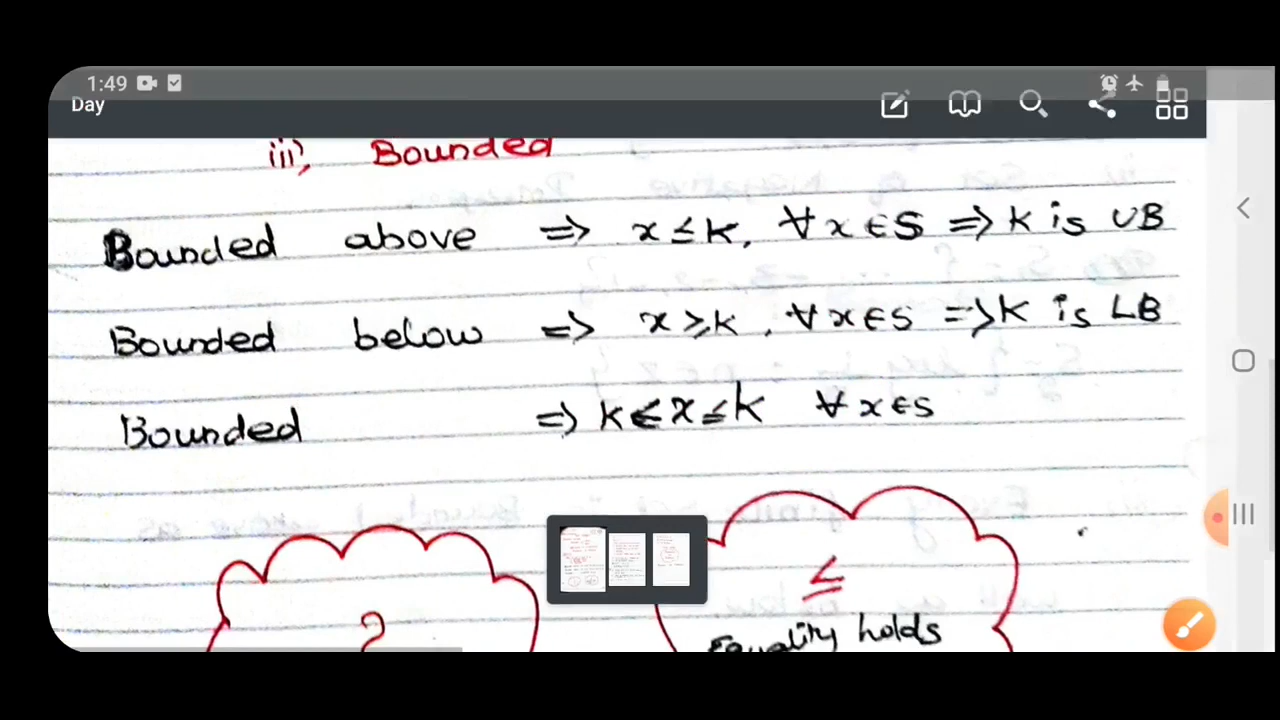 1:49
Day
iii, Bounded
Bounded above => x ≤ k, ∀ x ∈ S => k is UB
Bounded below => x ≥ k, ∀ x ∈ S => k is LB
Bounded => k ≤ x ≤ k ∀ x ∈ S
?
≤
Equality holds